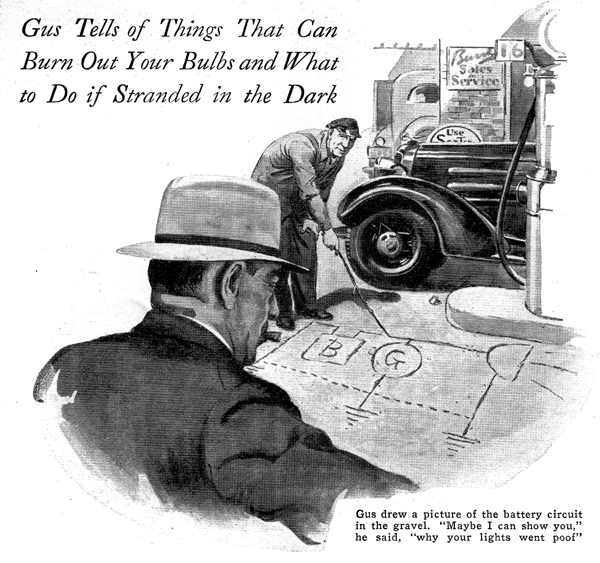 Gus Tells of Things That Can
Burn Out Your Bulbs and What
to Do if Stranded in the Dark
16
Sales
& Service
Use
B
G
Gus drew a picture of the battery circuit
in the gravel. “Maybe I can show you,”
he said, “why your lights went poof”